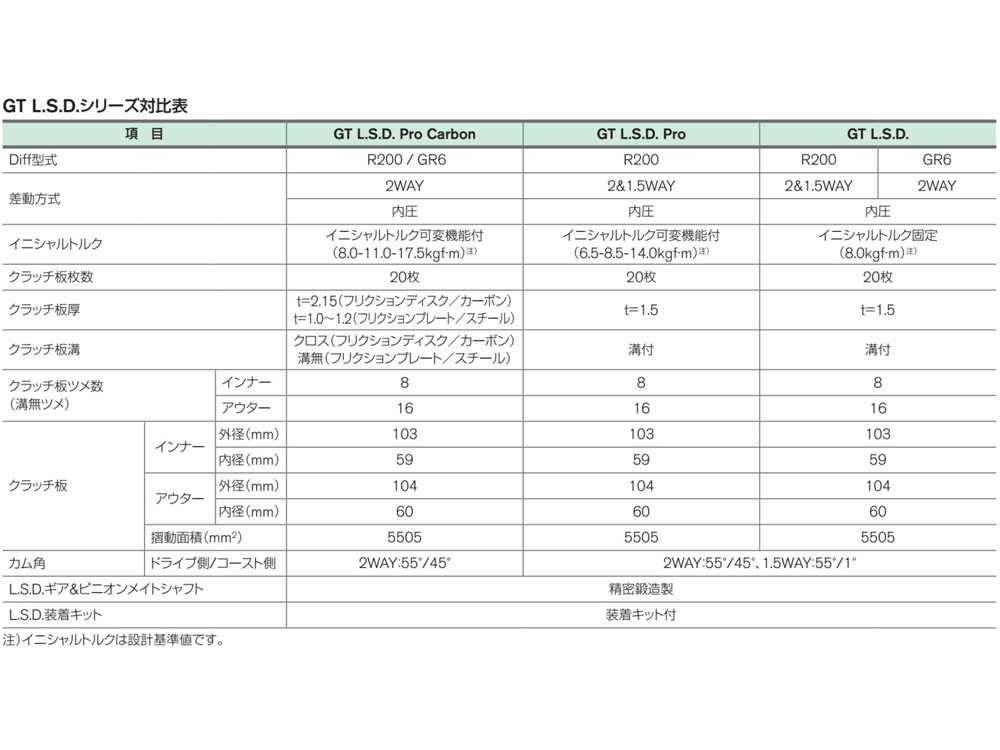 GT L.S.D.シリーズ対比表
項　目 GT L.S.D. Pro Carbon GT L.S.D. Pro GT L.S.D.
Diff型式 R200 / GR6 R200 R200 GR6
差動方式 2WAY 2&1.5WAY 2&1.5WAY 2WAY
内圧 内圧 内圧
イニシャルトルク イニシャルトルク可変機能付 イニシャルトルク可変機能付 イニシャルトルク固定
(8.0-11.0-17.5kgf·m)注) (6.5-8.5-14.0kgf·m)注) (8.0kgf·m)注)
クラッチ板枚数 20枚 20枚 20枚
クラッチ板厚 t=2.15(フリクションディスク／カーボン) t=1.5 t=1.5
t=1.0〜1.2(フリクションプレート／スチール)
クラッチ板溝 クロス(フリクションディスク／カーボン) 溝付 溝付
溝無(フリクションプレート／スチール)
クラッチ板ツメ数 インナー 8 8 8
(溝無ツメ) アウター 16 16 16
クラッチ板 インナー 外径(mm) 103 103 103
内径(mm) 59 59 59
アウター 外径(mm) 104 104 104
内径(mm) 60 60 60
摺動面積(mm²) 5505 5505 5505
カム角 ドライブ側/コースト側 2WAY:55°/45° 2WAY:55°/45°、1.5WAY:55°/1°
L.S.D.ギア&ピニオンメイトシャフト 精密鍛造製
L.S.D.装着キット 装着キット付
注)イニシャルトルクは設計基準値です。